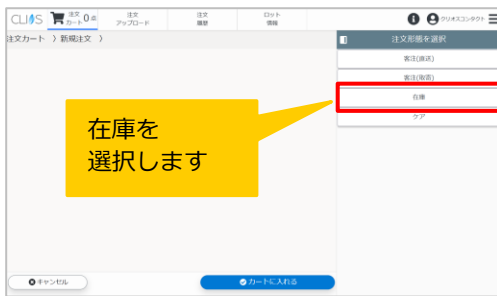 CLIOS
注文カート 0 点
注文アップロード
注文履歴
ロット情報
クリオスコンタクト
注文カート 〉新規注文 〉
注文形態を選択
客注(直送)
客注(取寄)
在庫
ケア
在庫を
選択します
キャンセル
カートに入れる